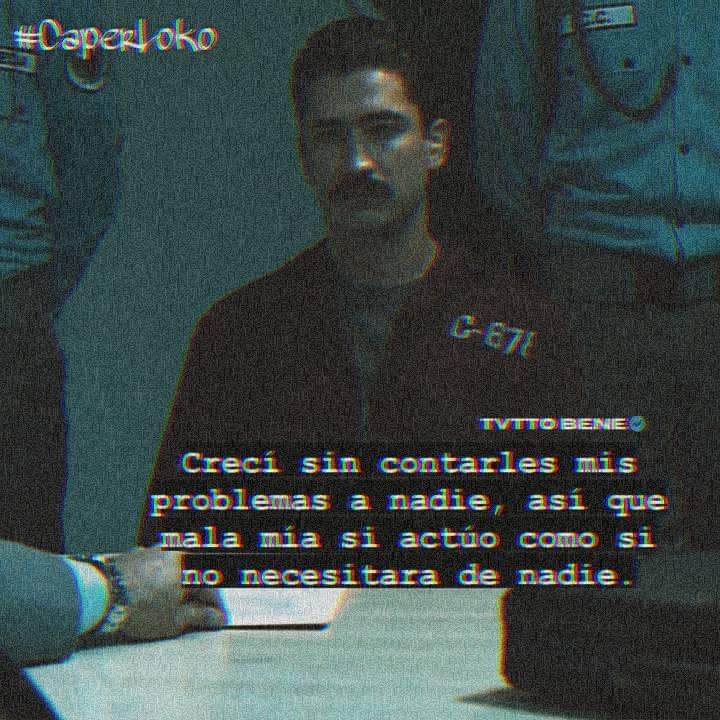 #CaperLoko
C.C.
C-67
TVTTO BENE
Crecí sin contarles mis
problemas a nadie, así que
mala mía si actúo como si
no necesitara de nadie.